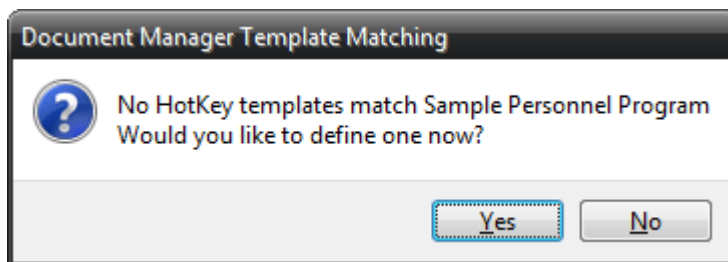 Document Manager Template Matching
No HotKey templates match Sample Personnel Program
Would you like to define one now?
Yes
No